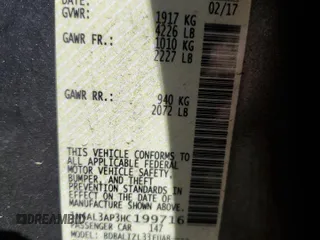 02/17
GVWR: 1917 KG
4226 LB
GAWR FR.: 1010 KG
2227 LB
GAWR RR.: 940 KG
2072 LB
THIS VEHICLE CONFORMS TO
ALL APPLICABLE FEDERAL
MOTOR VEHICLE SAFETY,
BUMPER, AND THEFT
PREVENTION STANDARDS IN
EFFECT ON THE DATE OF
MANUFACTURE SHOWN ABOVE.
AL3AP3HC199716
PASSENGER CAR 147
MODEL: